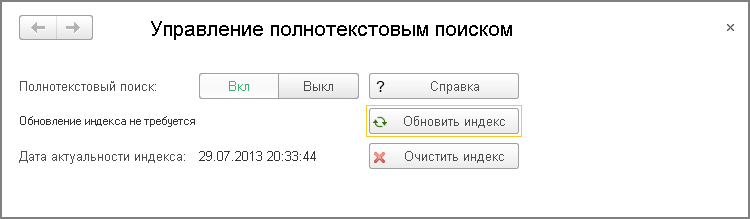 Управление полнотекстовым поиском
Полнотекстовый поиск: Вкл Выкл ? Справка
Обновление индекса не требуется Обновить индекс
Дата актуальности индекса: 29.07.2013 20:33:44 Очистить индекс